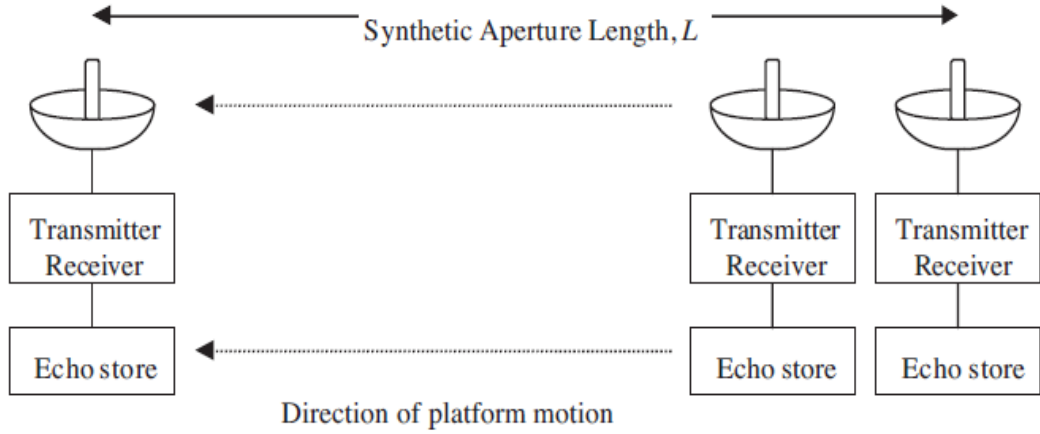 Synthetic Aperture Length, L
Transmitter
Receiver
Transmitter
Receiver
Transmitter
Receiver
Echo store
Echo store
Echo store
Direction of platform motion